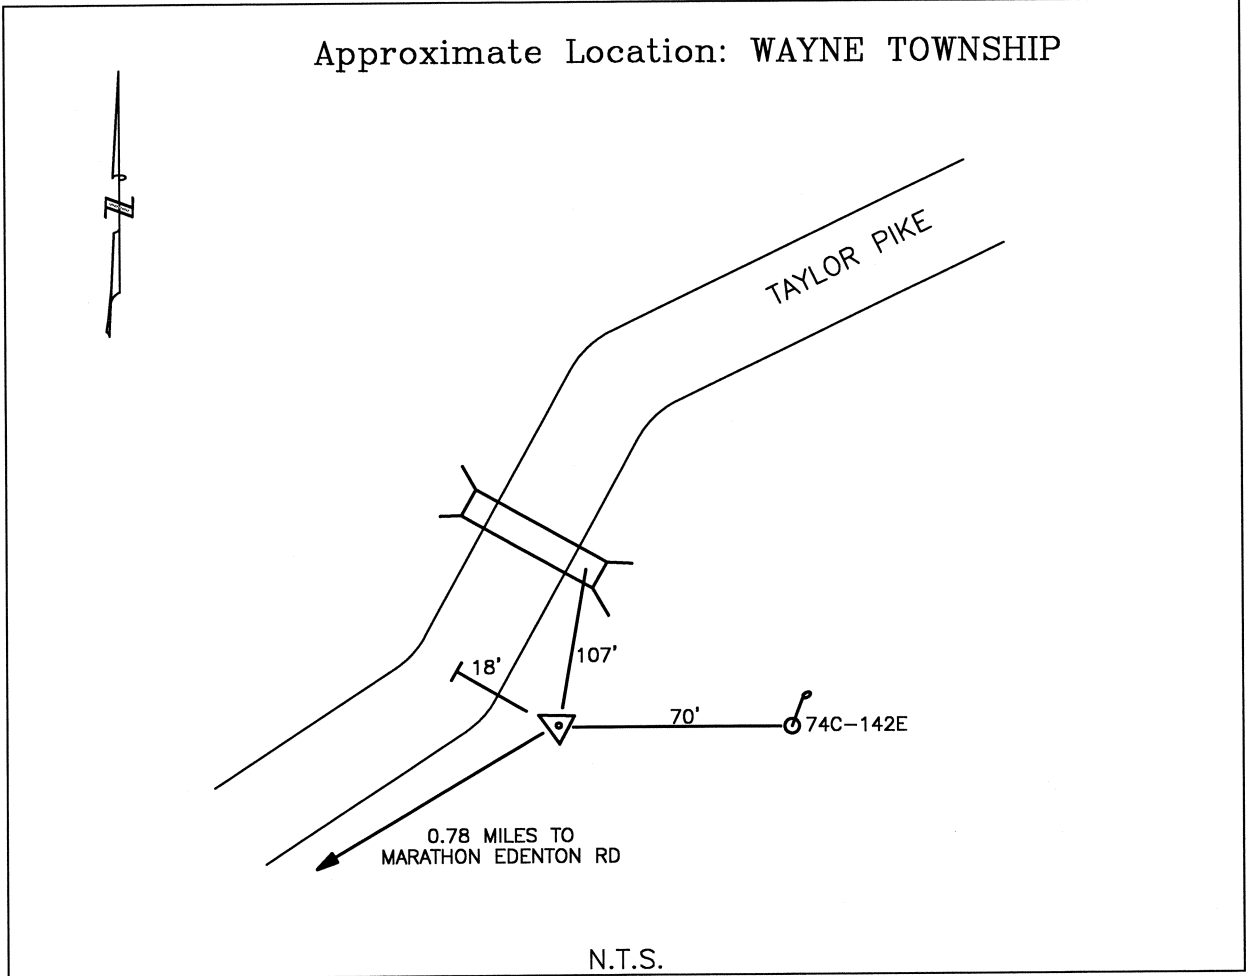 Approximate Location: WAYNE TOWNSHIP
N
TAYLOR PIKE
107'
18'
70'
74C-142E
0.78 MILES TO
MARATHON EDENTON RD
N.T.S.